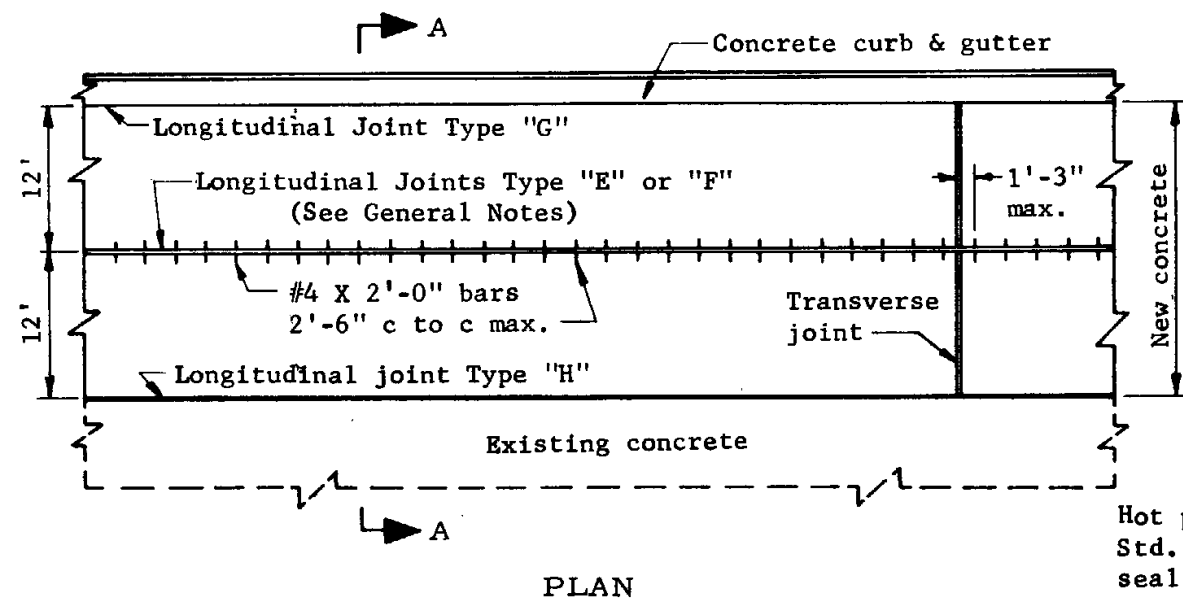 A
Concrete curb & gutter
Longitudinal Joint Type "G"
12'
Longitudinal Joints Type "E" or "F"
(See General Notes)
1'-3"
max.
New concrete
#4 X 2'-0" bars
2'-6" c to c max.
Transverse
joint
12'
Longitudinal joint Type "H"
Existing concrete
A
Hot
Std.
seal
PLAN